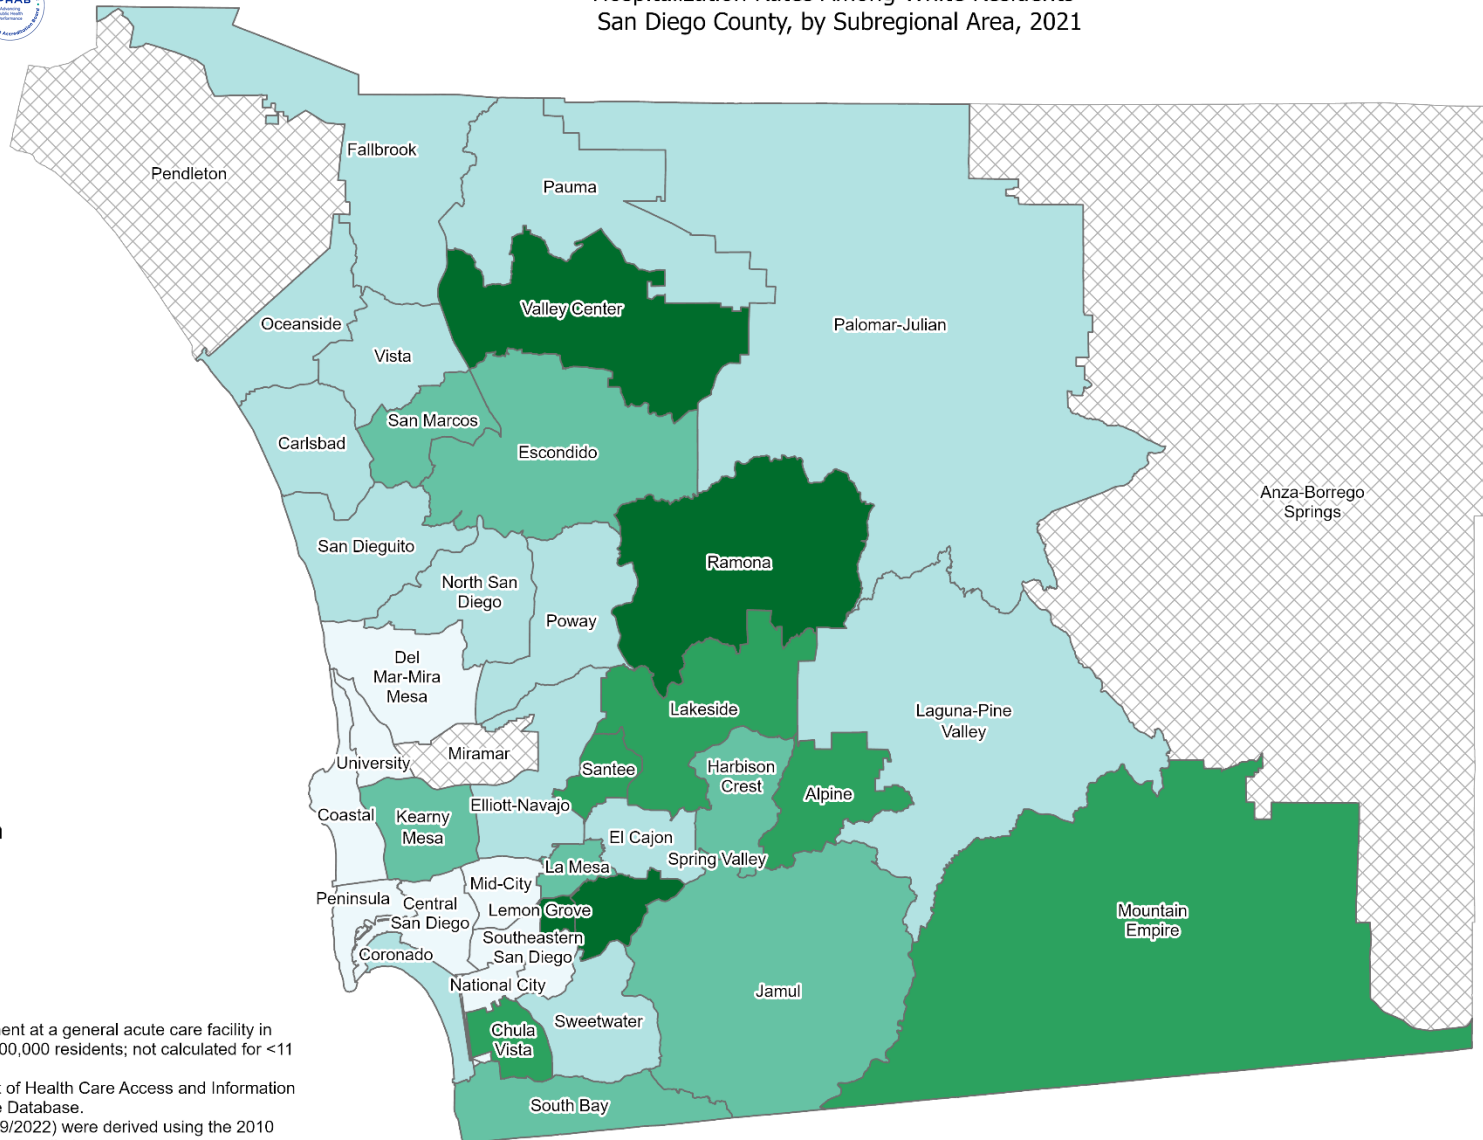 Advancing
San Diego County, by Subregional Area, 2021
Fallbrook
Pendleton
Pauma
Valley Center
Oceanside
Palomar-Julian
Vista
San Marcos
Carlsbad
Escondido
Anza-Borrego
Springs
San Dieguito
Ramona
North San
Diego
Poway
Del
Mar-Mira
Mesa
Lakeside
Laguna-Pine
Valley
Miramar
University
Santee
Harbison
Crest
Alpine
Elliott-Navajo
Coastal
Kearny
Mesa
El Cajon
Spring Valley
La Mesa
Mid-City
Peninsula
Central
San Diego
Lemon Grove
Mountain
Empire
Southeastern
San Diego
Coronado
National City
Jamul
Sweetwater
Chula
Vista
South Bay
ent at a general acute care facility in
00,000 residents; not calculated for <11
of Health Care Access and Information
Database.
9/2022) were derived using the 2010